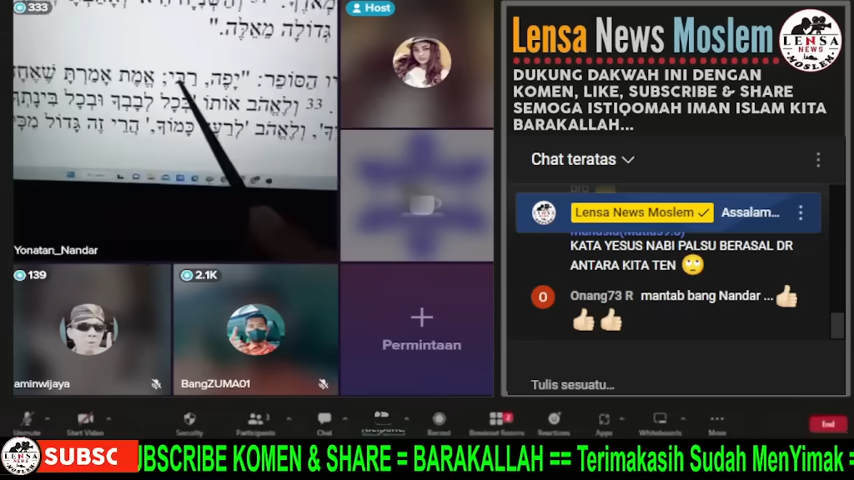 333
גְּדוֹלָה מֵאֵלֶּה."
הַסּוֹפֵר: "יָפֶה, רַבִּי; אֱמֶת אָמַרְתָּ
33 וְלֶאֱהֹב אוֹתוֹ בְּכָל לְבָבְךָ וּבְכָל
וְלֶאֱהֹב 'לְרֵעֲךָ כָּמוֹךָ,' הֲרֵי זֶה גָּדוֹל
Yonatan_Nandar
Host
139
aminwijaya
2.1K
BangZUMA01
Permintaan
Lensa News Moslem
LENSA
NEWS
MOSLEM
DUKUNG DAKWAH INI DENGAN
KOMEN, LIKE, SUBSCRIBE & SHARE
SEMOGA ISTIQOMAH IMAN ISLAM KITA
BARAKALLAH...
Chat teratas
Lensa News Moslem Assalam...
KATA YESUS NABI PALSU BERASAL DR
ANTARA KITA TEN
Onang73 R mantab bang Nandar ...
Tulis sesuatu...
Unmute
Start Video
Security
Participants
Chat
Record
Breakout Rooms
Reactions
Apps
Whiteboards
More
End
SUBSC
UBSCRIBE KOMEN & SHARE = BARAKALLAH == Terimakasih Sudah MenYimak =